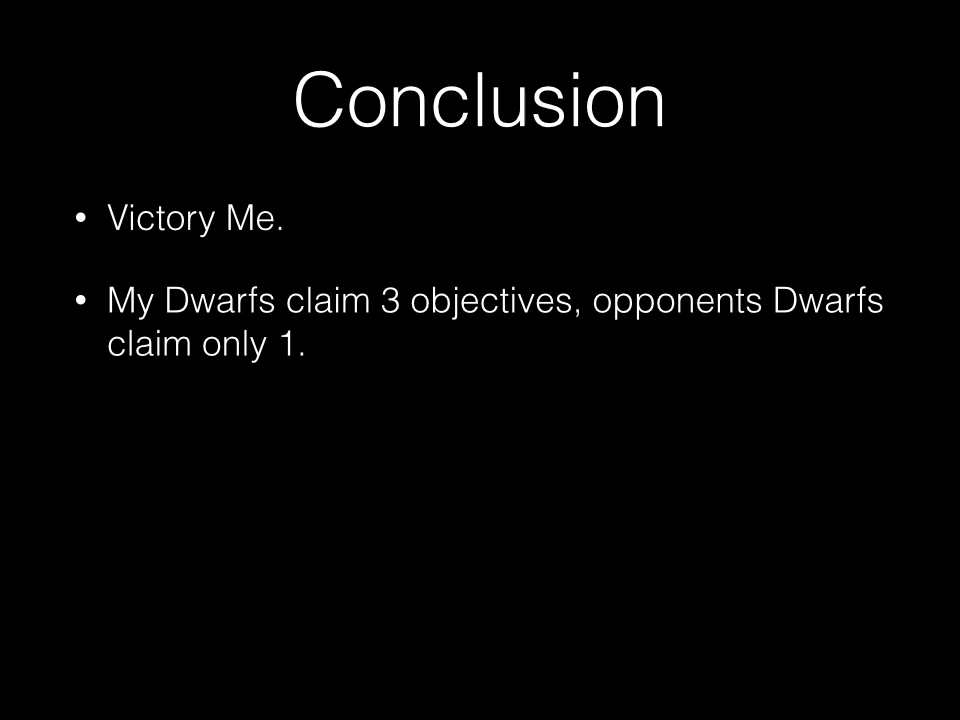 Conclusion
• Victory Me.
• My Dwarfs claim 3 objectives, opponents Dwarfs
claim only 1.